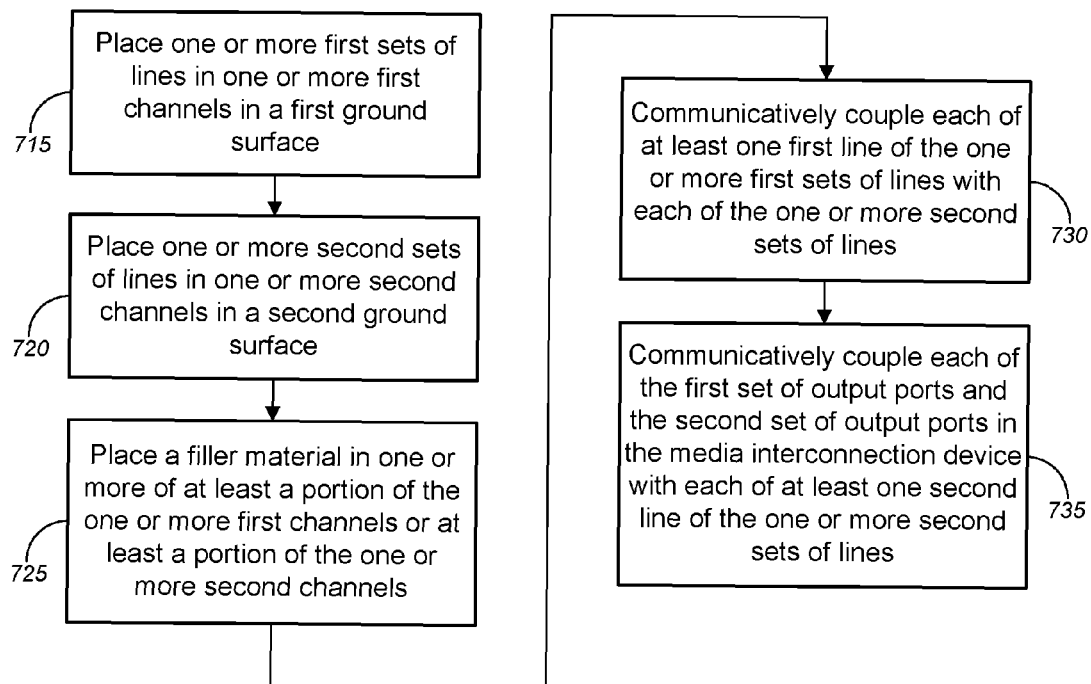 Place one or more first sets of
lines in one or more first
channels in a first ground
surface
715
Place one or more second sets
of lines in one or more second
channels in a second ground
surface
720
Place a filler material in one or
more of at least a portion of the
one or more first channels or at
least a portion of the one or
more second channels
725
Communicatively couple each of
at least one first line of the one
or more first sets of lines with
each of the one or more second
sets of lines
730
Communicatively couple each of
the first set of output ports and
the second set of output ports in
the media interconnection device
with each of at least one second
line of the one or more second
sets of lines
735